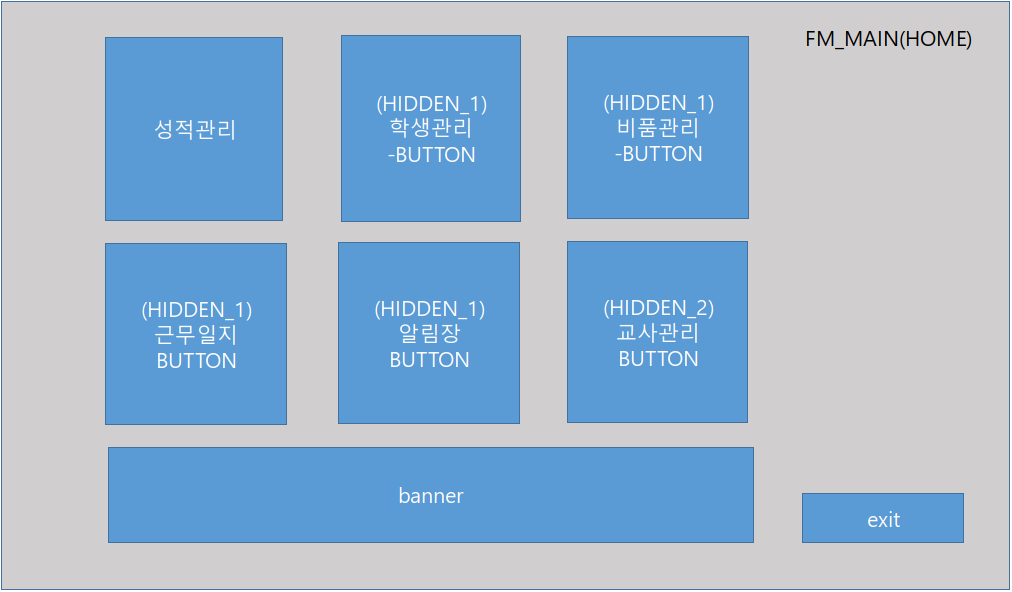 FM_MAIN(HOME)
성적관리
(HIDDEN_1)
학생관리
-BUTTON
(HIDDEN_1)
비품관리
-BUTTON
(HIDDEN_1)
근무일지
BUTTON
(HIDDEN_1)
알림장
BUTTON
(HIDDEN_2)
교사관리
BUTTON
banner
exit